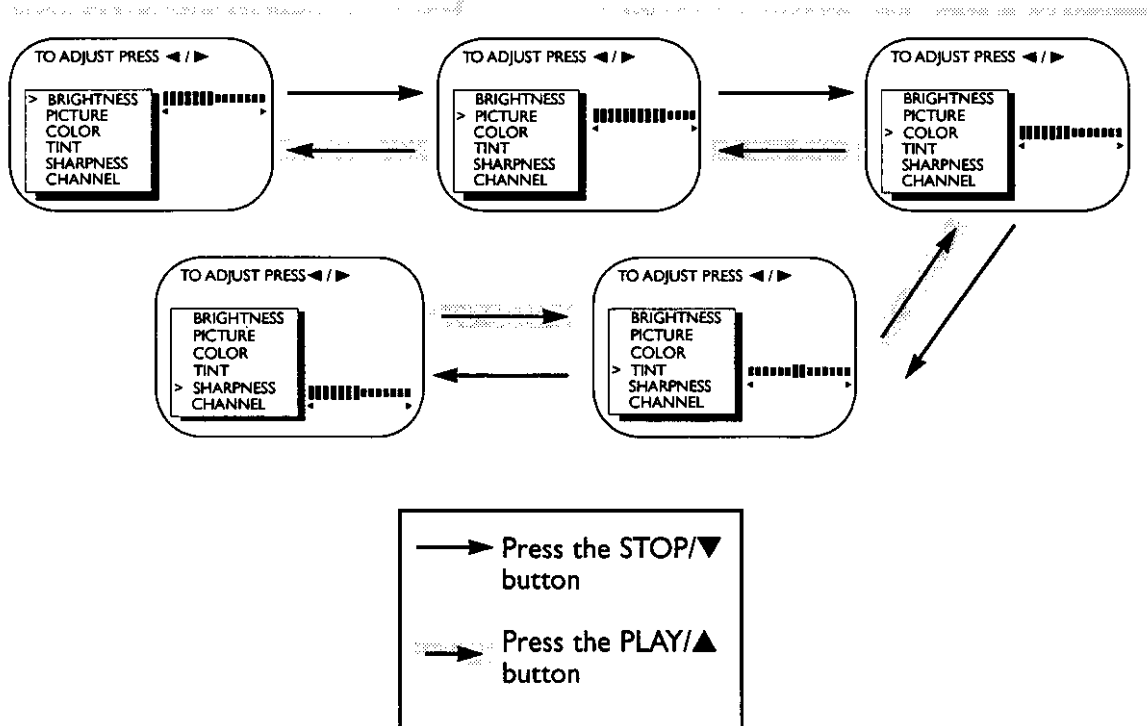 TO ADJUST PRESS ◄ / ►
> BRIGHTNESS
PICTURE
COLOR
TINT
SHARPNESS
CHANNEL
TO ADJUST PRESS ◄ / ►
BRIGHTNESS
> PICTURE
COLOR
TINT
SHARPNESS
CHANNEL
TO ADJUST PRESS ◄ / ►
BRIGHTNESS
PICTURE
> COLOR
TINT
SHARPNESS
CHANNEL
TO ADJUST PRESS ◄ / ►
BRIGHTNESS
PICTURE
COLOR
TINT
> SHARPNESS
CHANNEL
TO ADJUST PRESS ◄ / ►
BRIGHTNESS
PICTURE
COLOR
> TINT
SHARPNESS
CHANNEL
Press the STOP/▼
button
Press the PLAY/▲
button